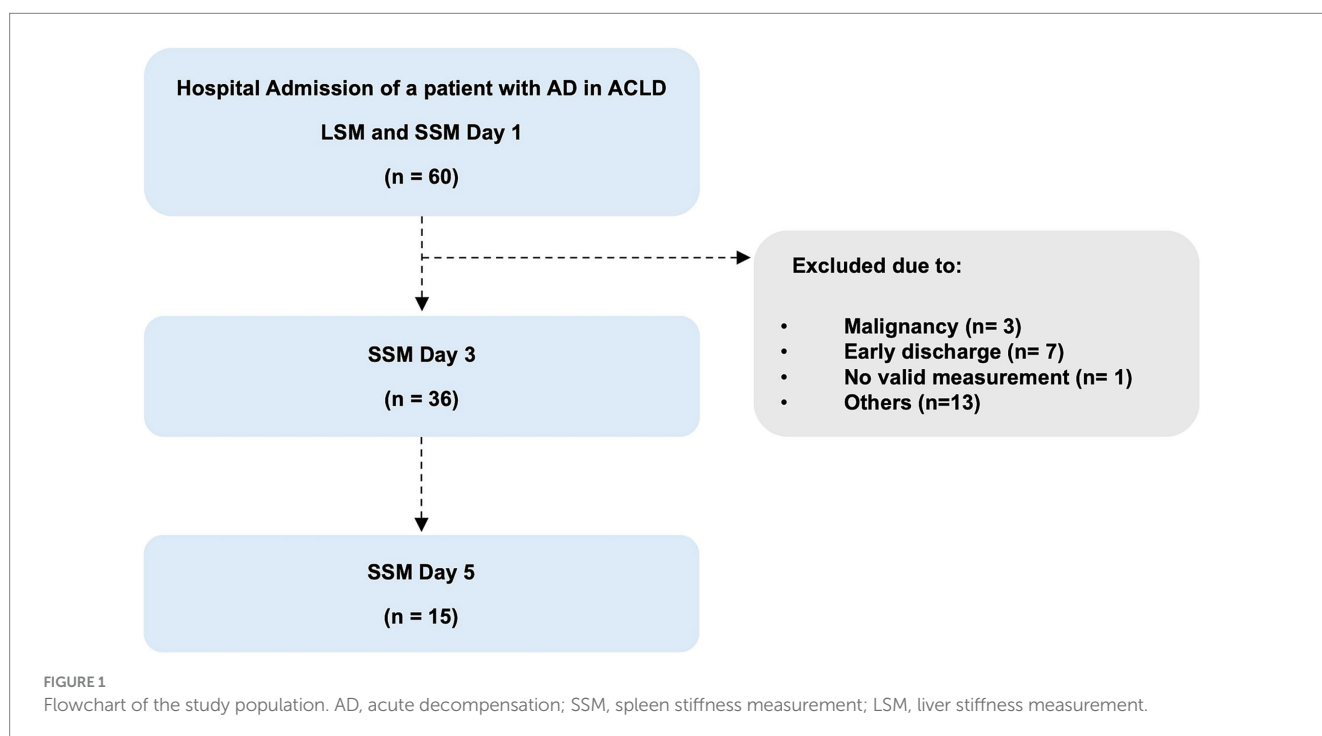 Hospital Admission of a patient with AD in ACLD
LSM and SSM Day 1
(n = 60)
Excluded due to:
• Malignancy (n= 3)
• Early discharge (n= 7)
• No valid measurement (n= 1)
• Others (n=13)
SSM Day 3
(n = 36)
SSM Day 5
(n = 15)
FIGURE 1
Flowchart of the study population. AD, acute decompensation; SSM, spleen stiffness measurement; LSM, liver stiffness measurement.